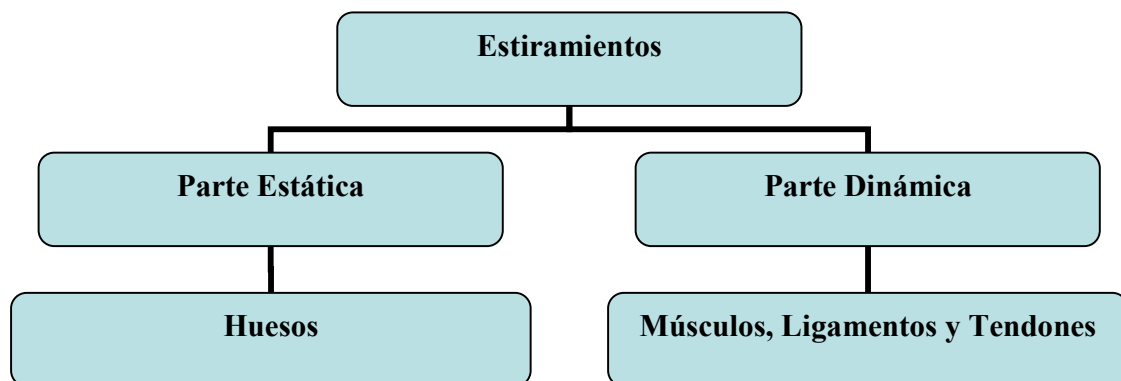 Estiramientos
Parte Estática
Parte Dinámica
Huesos
Músculos, Ligamentos y Tendones